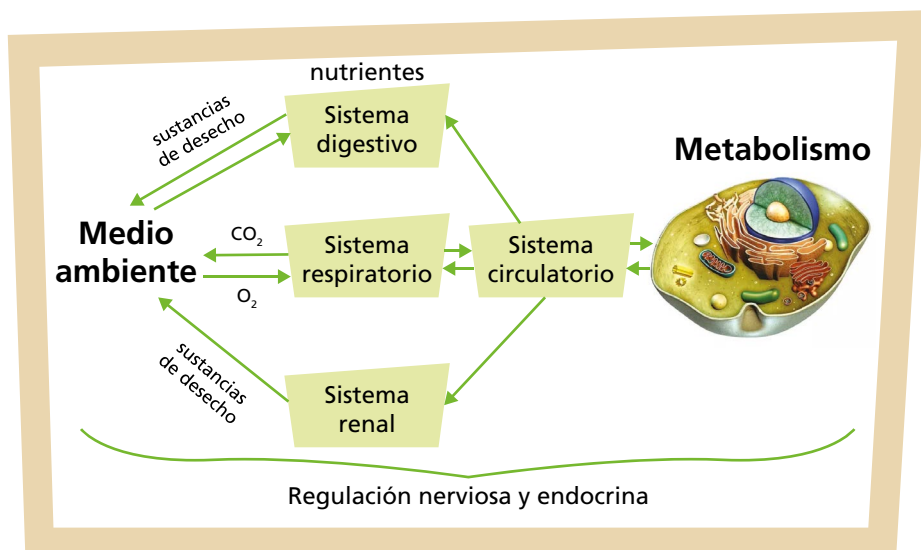 nutrientes
sustancias
de desecho
Sistema
digestivo
Metabolismo
Medio
ambiente
CO₂
O₂
Sistema
respiratorio
Sistema
circulatorio
sustancias
de desecho
Sistema
renal
Regulación nerviosa y endocrina